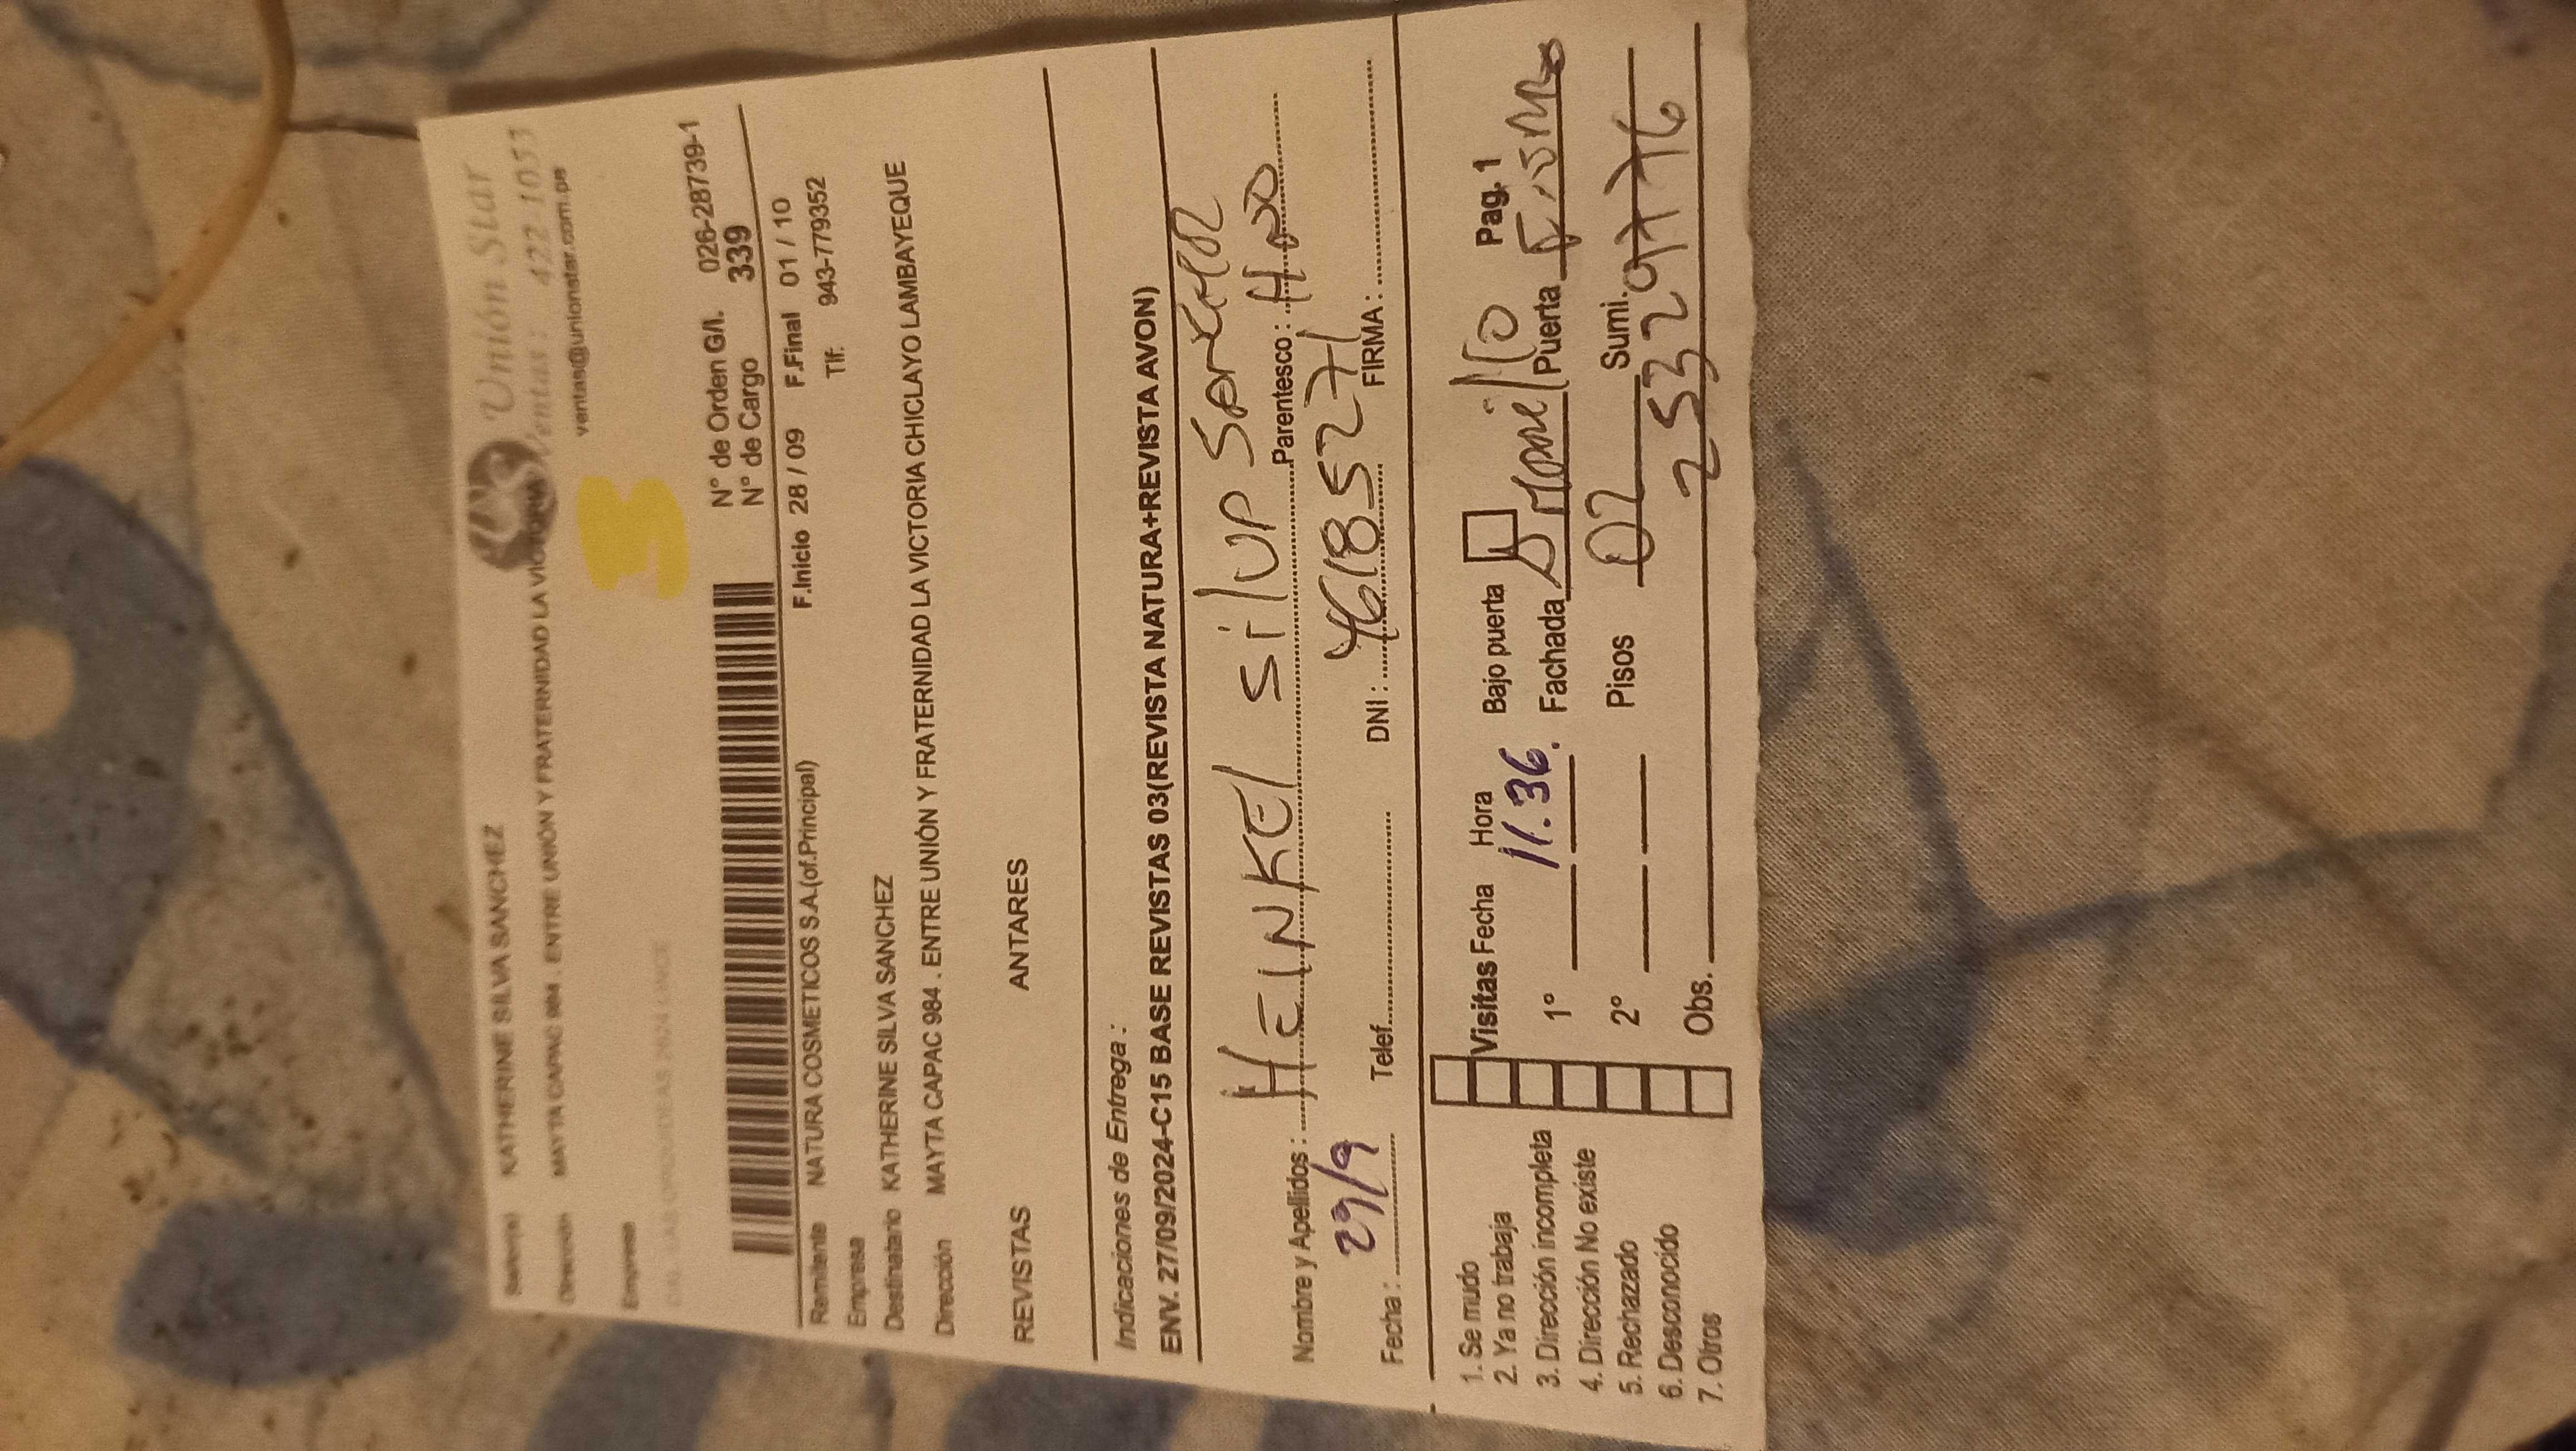 Unión Star
Ventas : 422-1053
ventas@unionstar.com.pe
Señor(a) KATHERINE SILVA SANCHEZ
Dirección MAYTA CAPAC 984 . ENTRE UNIÓN Y FRATERNIDAD LA VICTORIA
Empresa
N° de Orden G/I. 026-28739-1
N° de Cargo 339
Remitente NATURA COSMETICOS S.A.(of.Principal) F.Inicio 28 / 09 F.Final 01 / 10
Empresa Tlf. 943-779352
Destinatario KATHERINE SILVA SANCHEZ
Dirección MAYTA CAPAC 984 . ENTRE UNIÓN Y FRATERNIDAD LA VICTORIA CHICLAYO LAMBAYEQUE
REVISTAS ANTARES
Indicaciones de Entrega :
ENV. 27/09/2024-C15 BASE REVISTAS 03(REVISTA NATURA+REVISTA AVON)
Nombre y Apellidos : HEINKEL Parentesco :
Fecha : 29/9 Telef. DNI : 46185271 FIRMA:
1. Se mudo
2. Ya no trabaja
3. Dirección incompleta
4. Dirección No existe
5. Rechazado
6. Desconocido
7. Otros
Visitas Fecha Hora Bajo puerta Pag. 1
1° 11.36 Fachada Puerta
2° Pisos 02 Sumi.
Obs. 25329776